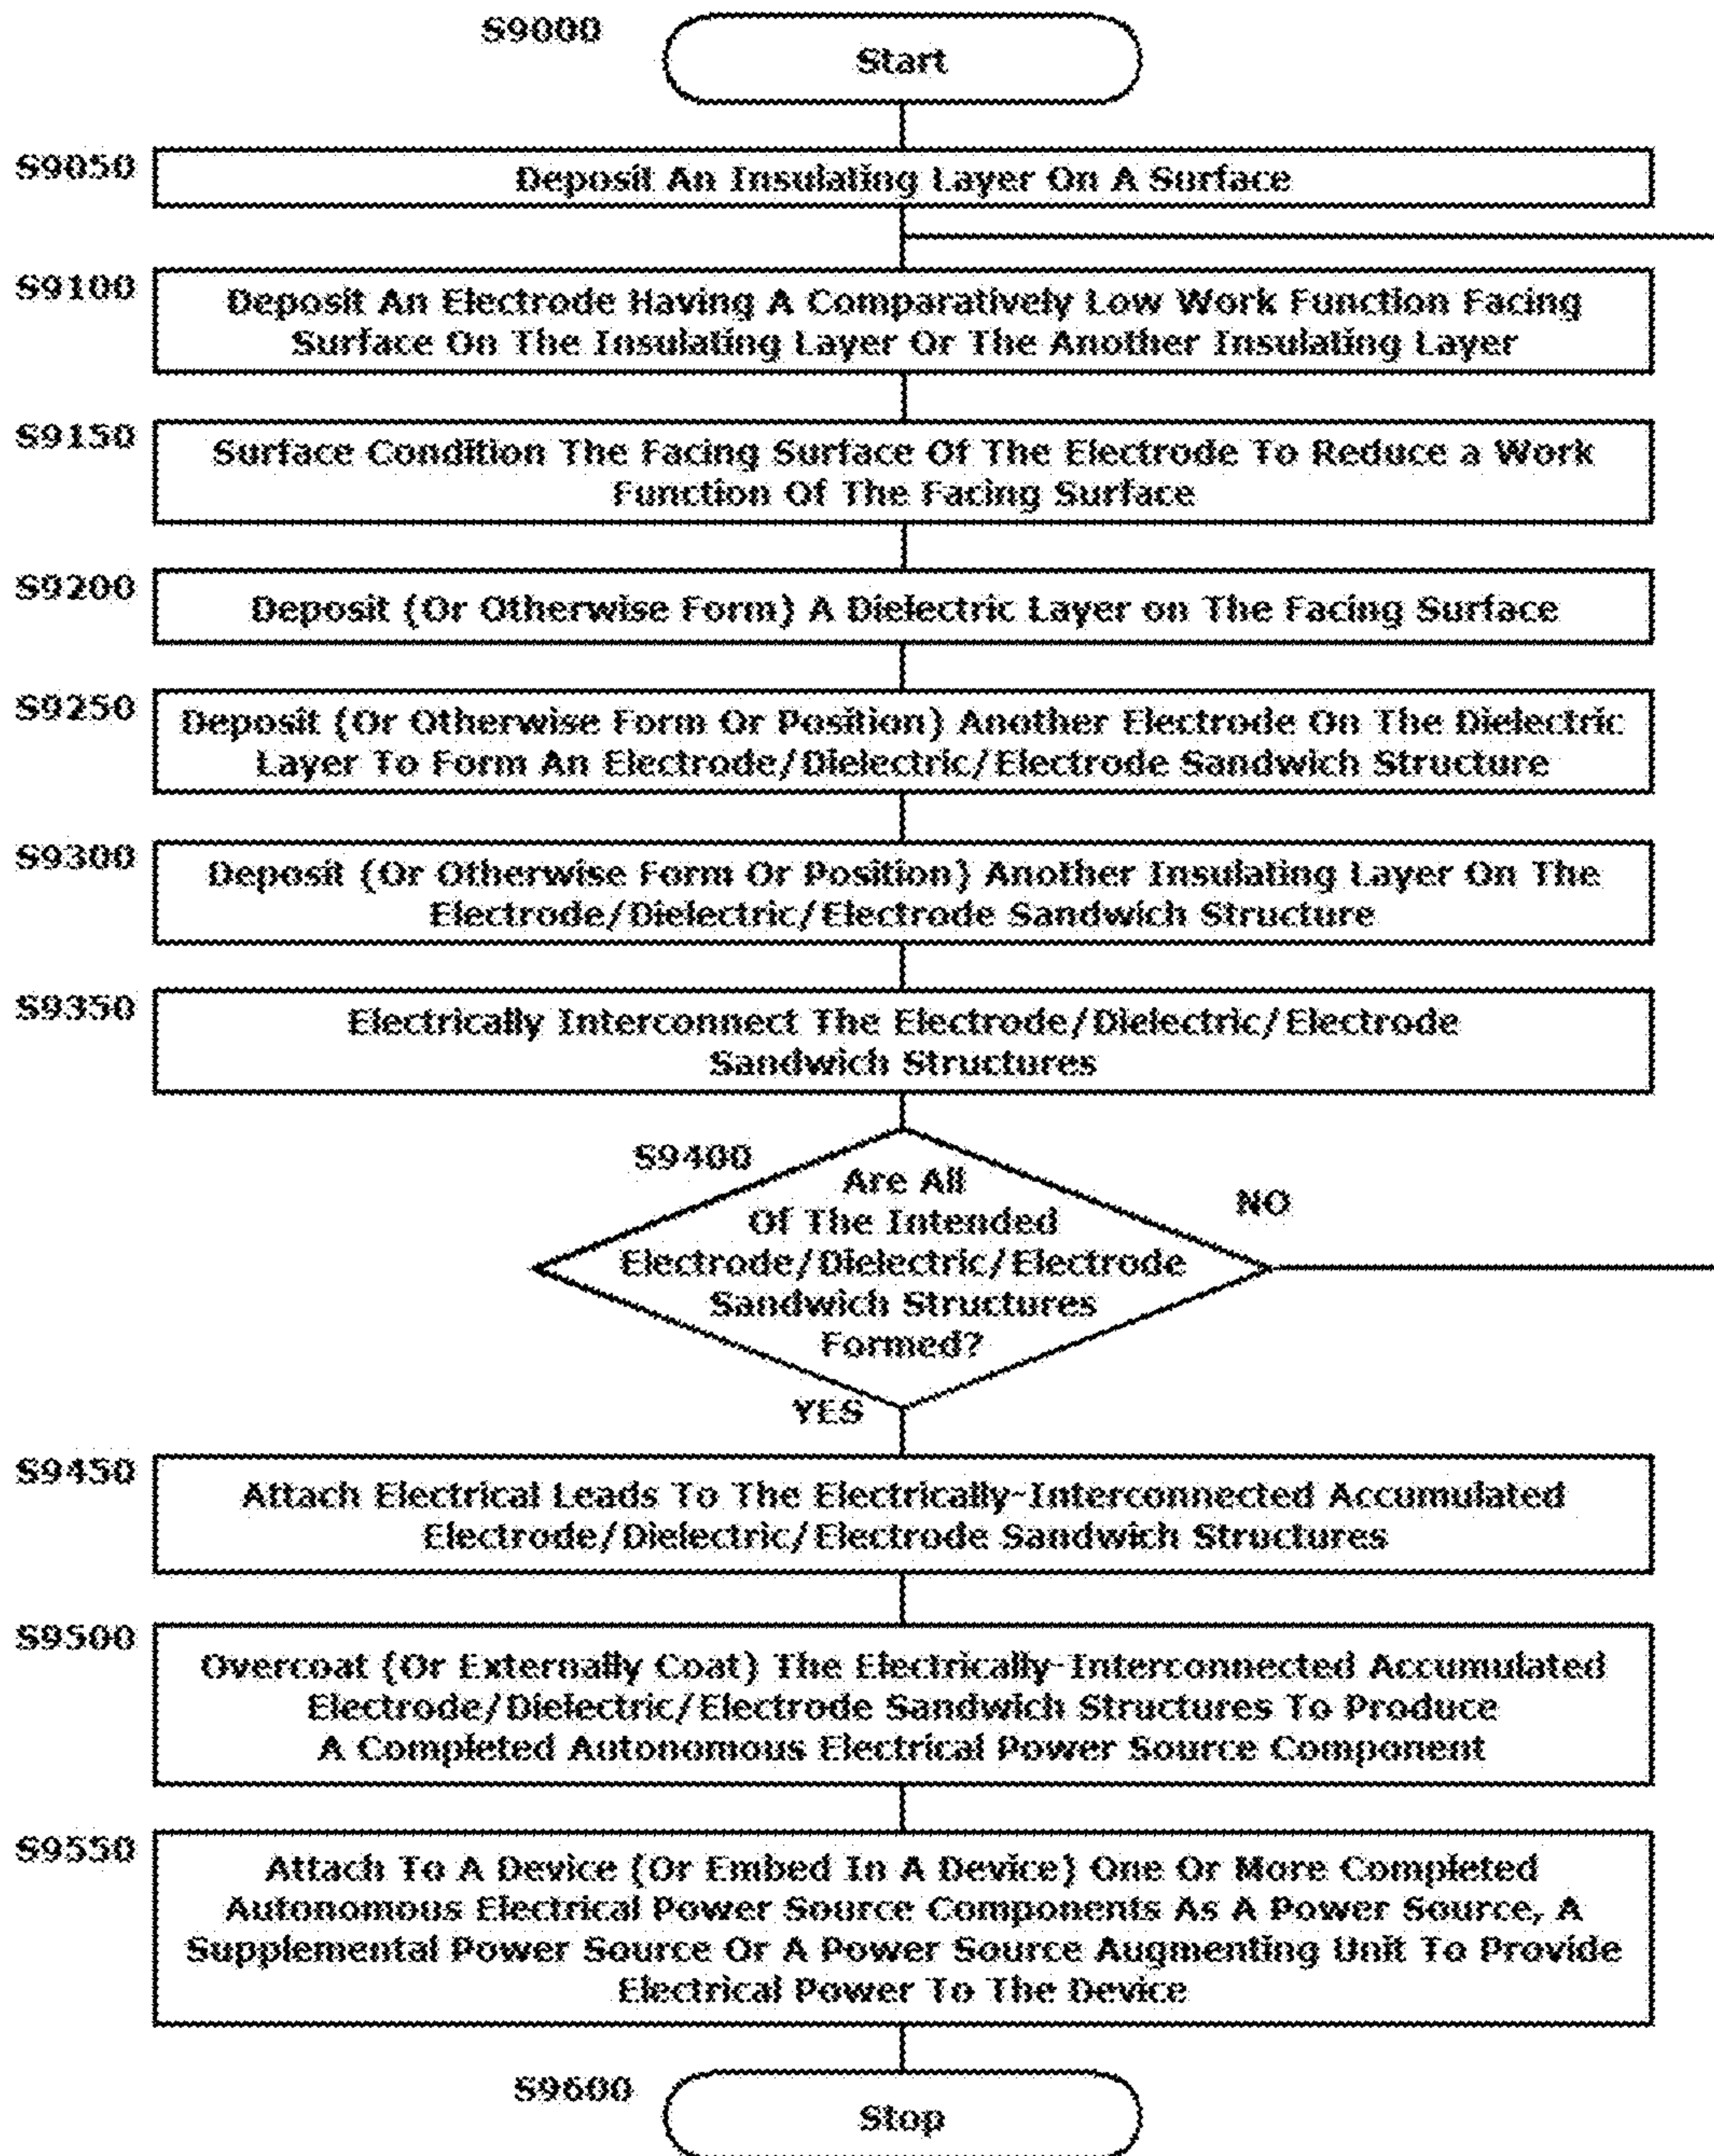 S9000
Start
S9050
Deposit An Insulating Layer On A Surface
S9100
Deposit An Electrode Having A Comparatively Low Work Function Facing
Surface On The Insulating Layer Or The Another Insulating Layer
S9150
Surface Condition The Facing Surface Of The Electrode To Reduce a Work
Function Of The Facing Surface
S9200
Deposit (Or Otherwise Form) A Dielectric Layer on The Facing Surface
S9250
Deposit (Or Otherwise Form Or Position) Another Electrode On The Dielectric
Layer To Form An Electrode/Dielectric/Electrode Sandwich Structure
S9300
Deposit (Or Otherwise Form Or Position) Another Insulating Layer On The
Electrode/Dielectric/Electrode Sandwich Structure
S9350
Electrically Interconnect The Electrode/Dielectric/Electrode
Sandwich Structures
S9400
Are All
Of The Intended
Electrode/Dielectric/Electrode
Sandwich Structures
Formed?
NO
YES
S9450
Attach Electrical Leads To The Electrically-Interconnected Accumulated
Electrode/Dielectric/Electrode Sandwich Structures
S9500
Overcoat (Or Externally Coat) The Electrically-Interconnected Accumulated
Electrode/Dielectric/Electrode Sandwich Structures To Produce
A Completed Autonomous Electrical Power Source Component
S9550
Attach To A Device (Or Embed In A Device) One Or More Completed
Autonomous Electrical Power Source Components As A Power Source, A
Supplemental Power Source Or A Power Source Augmenting Unit To Provide
Electrical Power To The Device
S9600
Stop